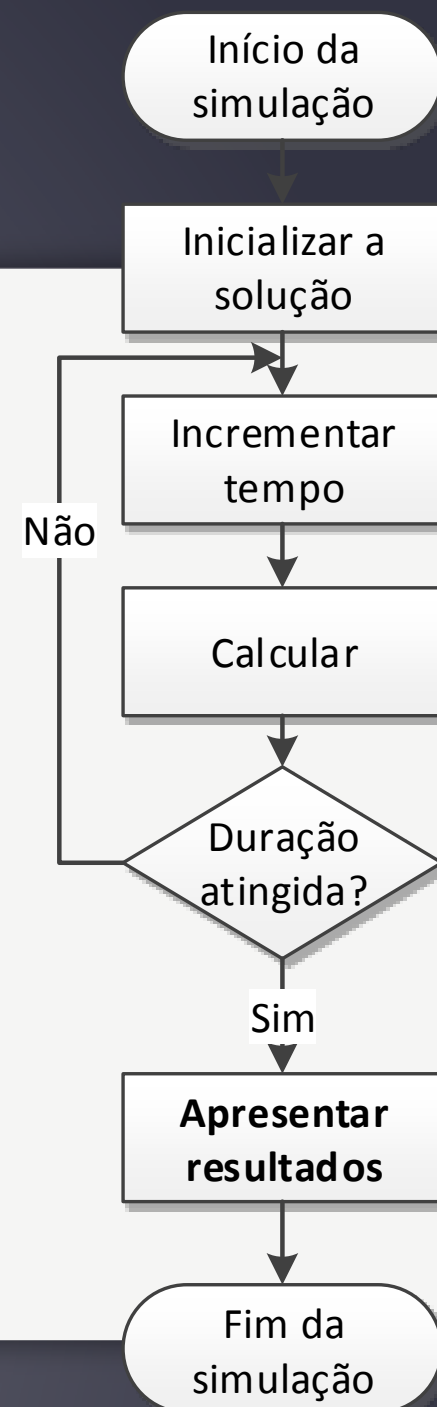 Início da
simulação
Inicializar a
solução
Incrementar
tempo
Não
Calcular
Duração
atingida?
Sim
Apresentar
resultados
Fim da
simulação